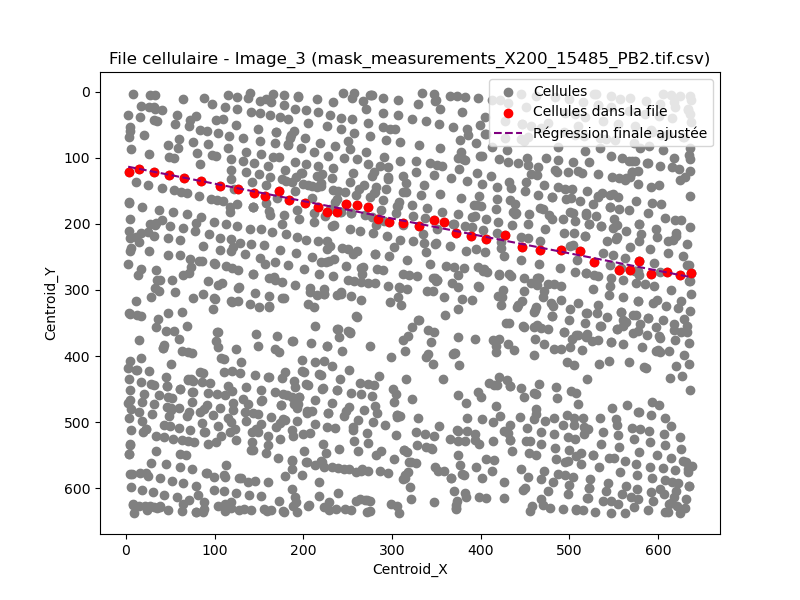 File cellulaire - Image_3 (mask_measurements_X200_15485_PB2.tif.csv)
Cellules
Cellules dans la file
Régression finale ajustée
0
100
200
300
400
500
600
Centroid_Y
0 100 200 300 400 500 600
Centroid_X